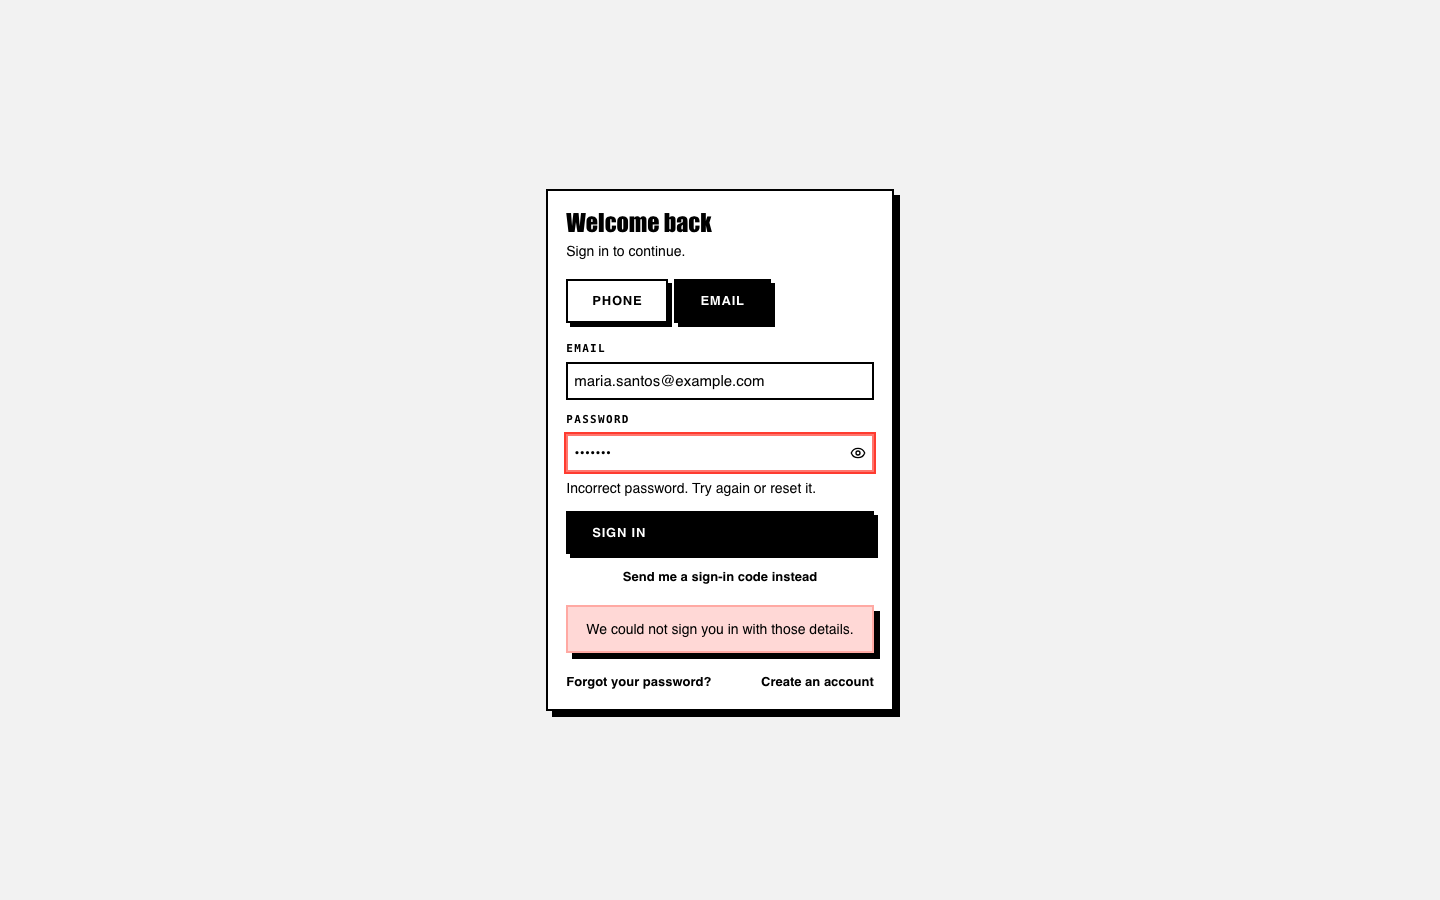 Welcome back
Sign in to continue.
PHONE EMAIL
EMAIL
maria.santos@example.com
PASSWORD
•••••••
Incorrect password. Try again or reset it.
SIGN IN
Send me a sign-in code instead
We could not sign you in with those details.
Forgot your password? Create an account